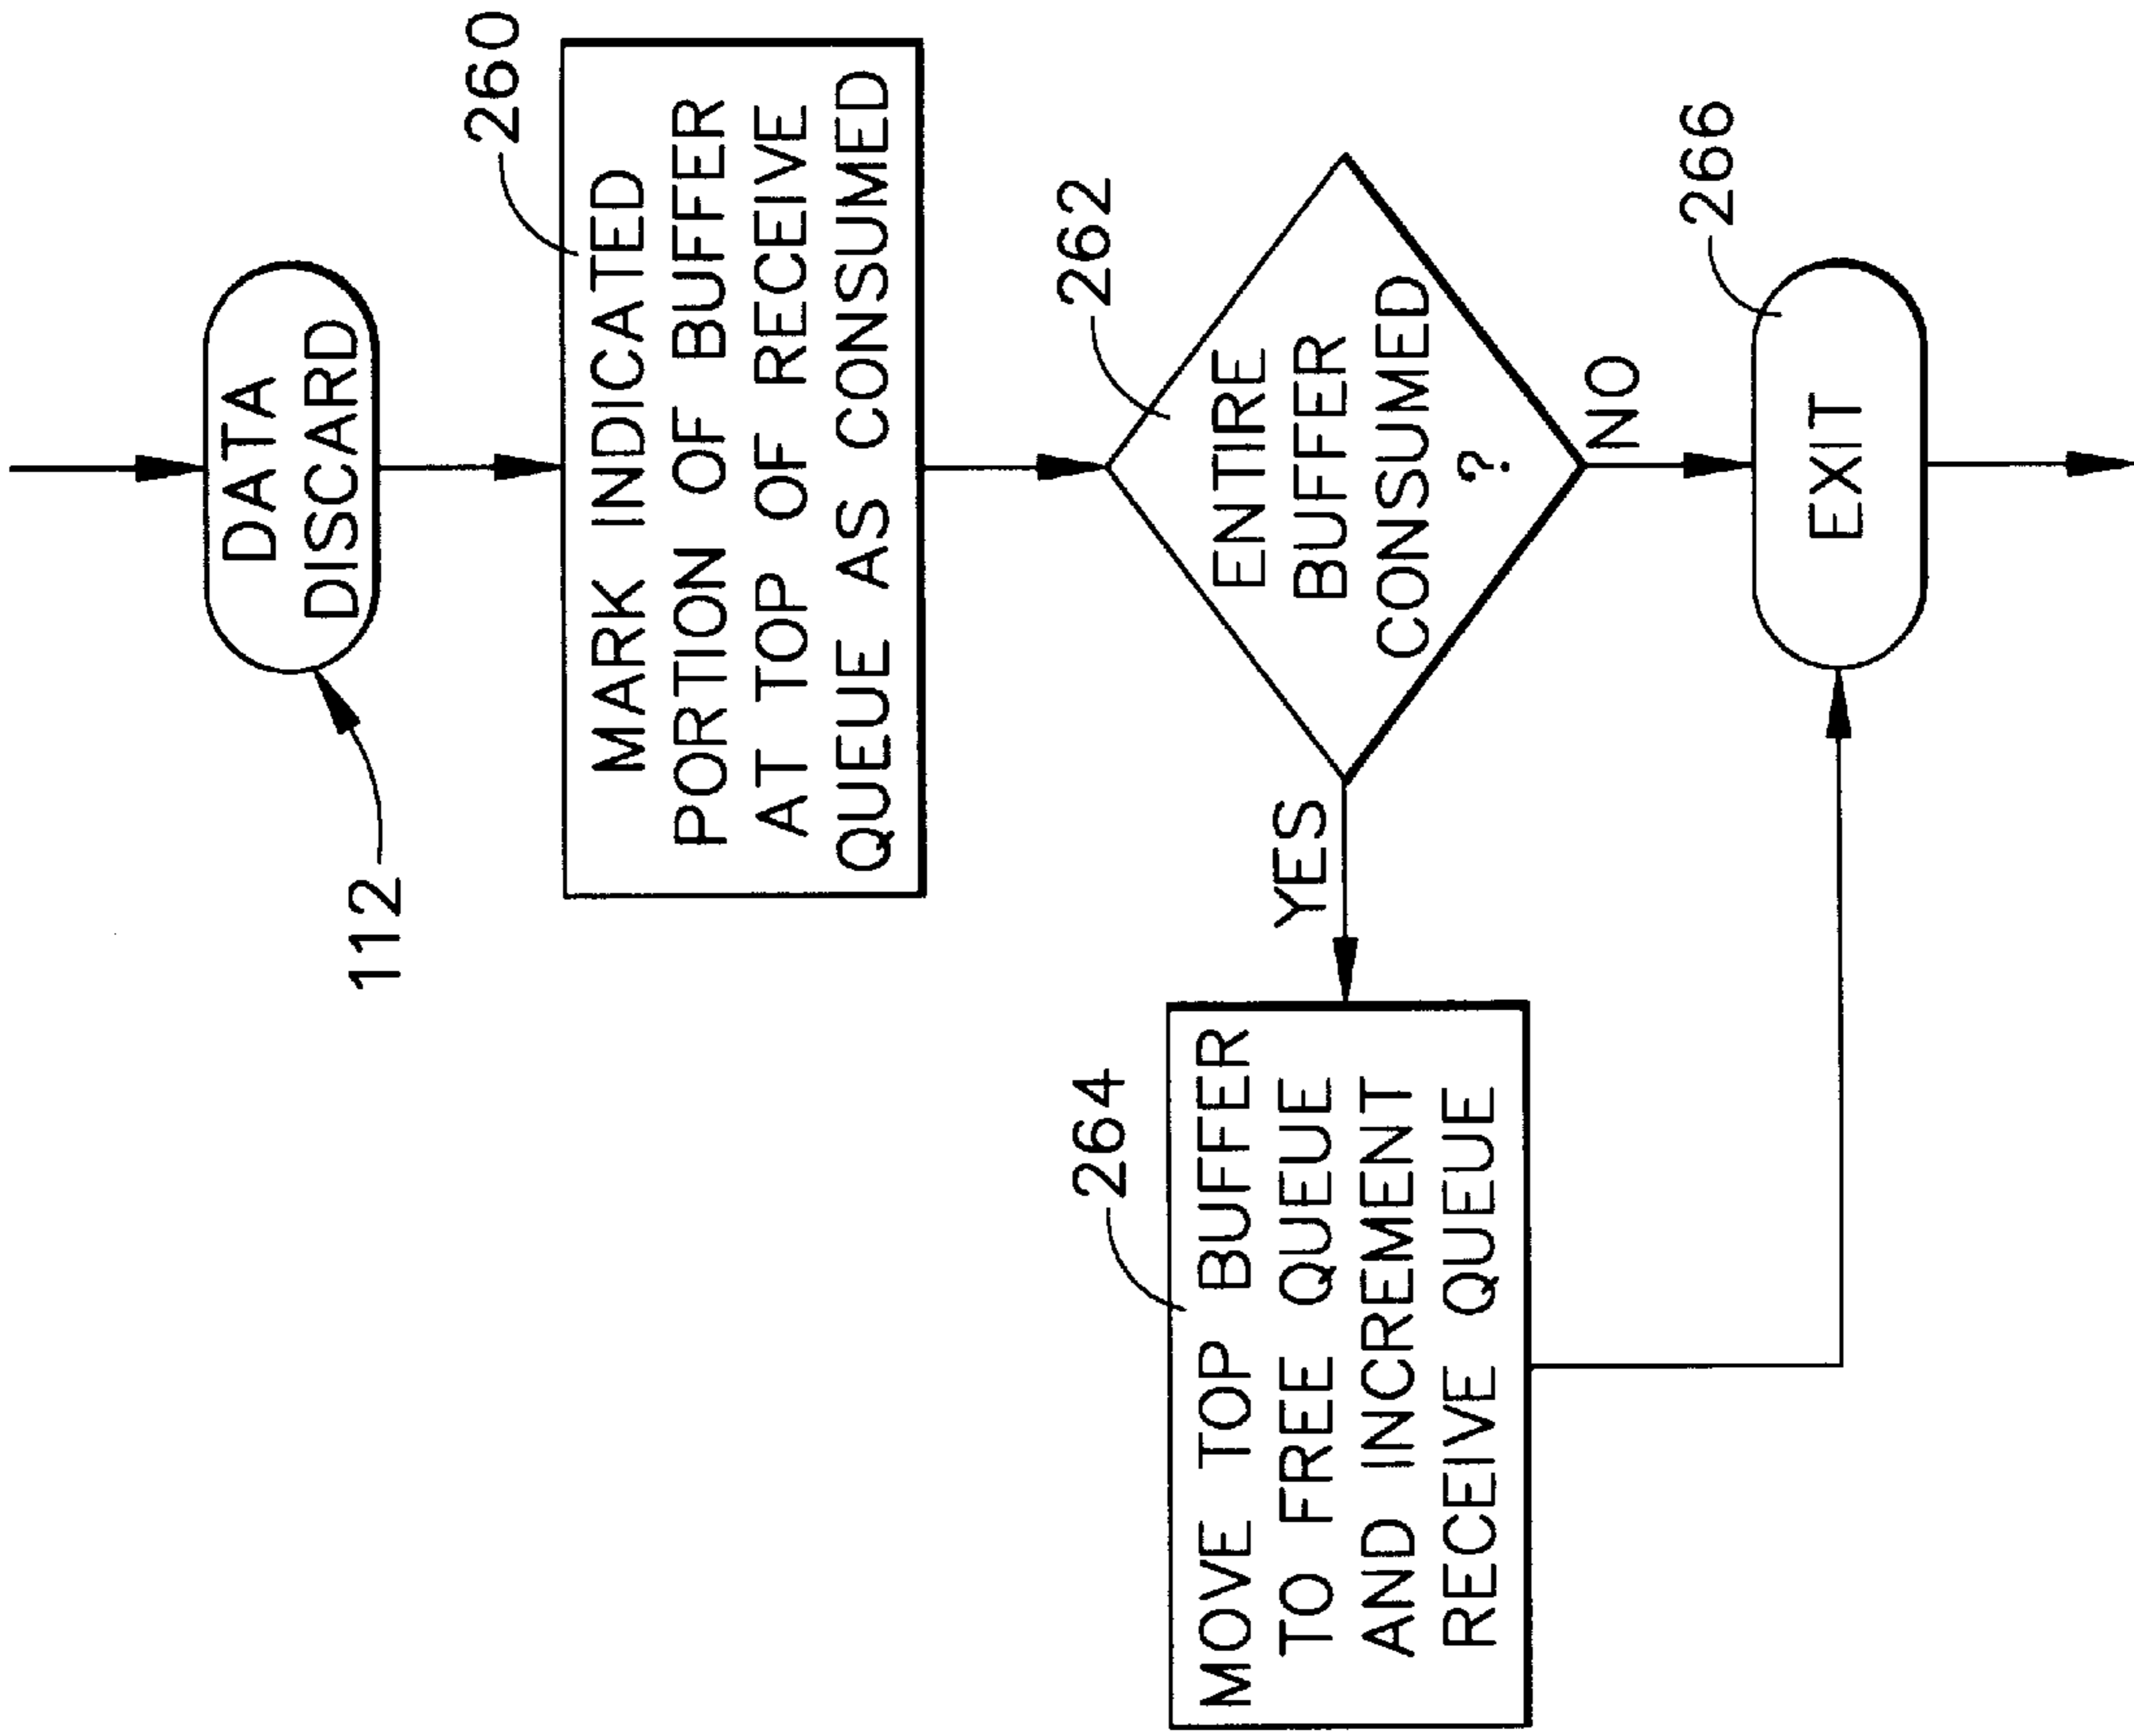 DATA
DISCARD
112
260
MARK INDICATED
PORTION OF BUFFER
AT TOP OF RECEIVE
QUEUE AS CONSUMED
262
ENTIRE
BUFFER
CONSUMED
?
YES
NO
264
MOVE TOP BUFFER
TO FREE QUEUE
AND INCREMENT
RECEIVE QUEUE
266
EXIT